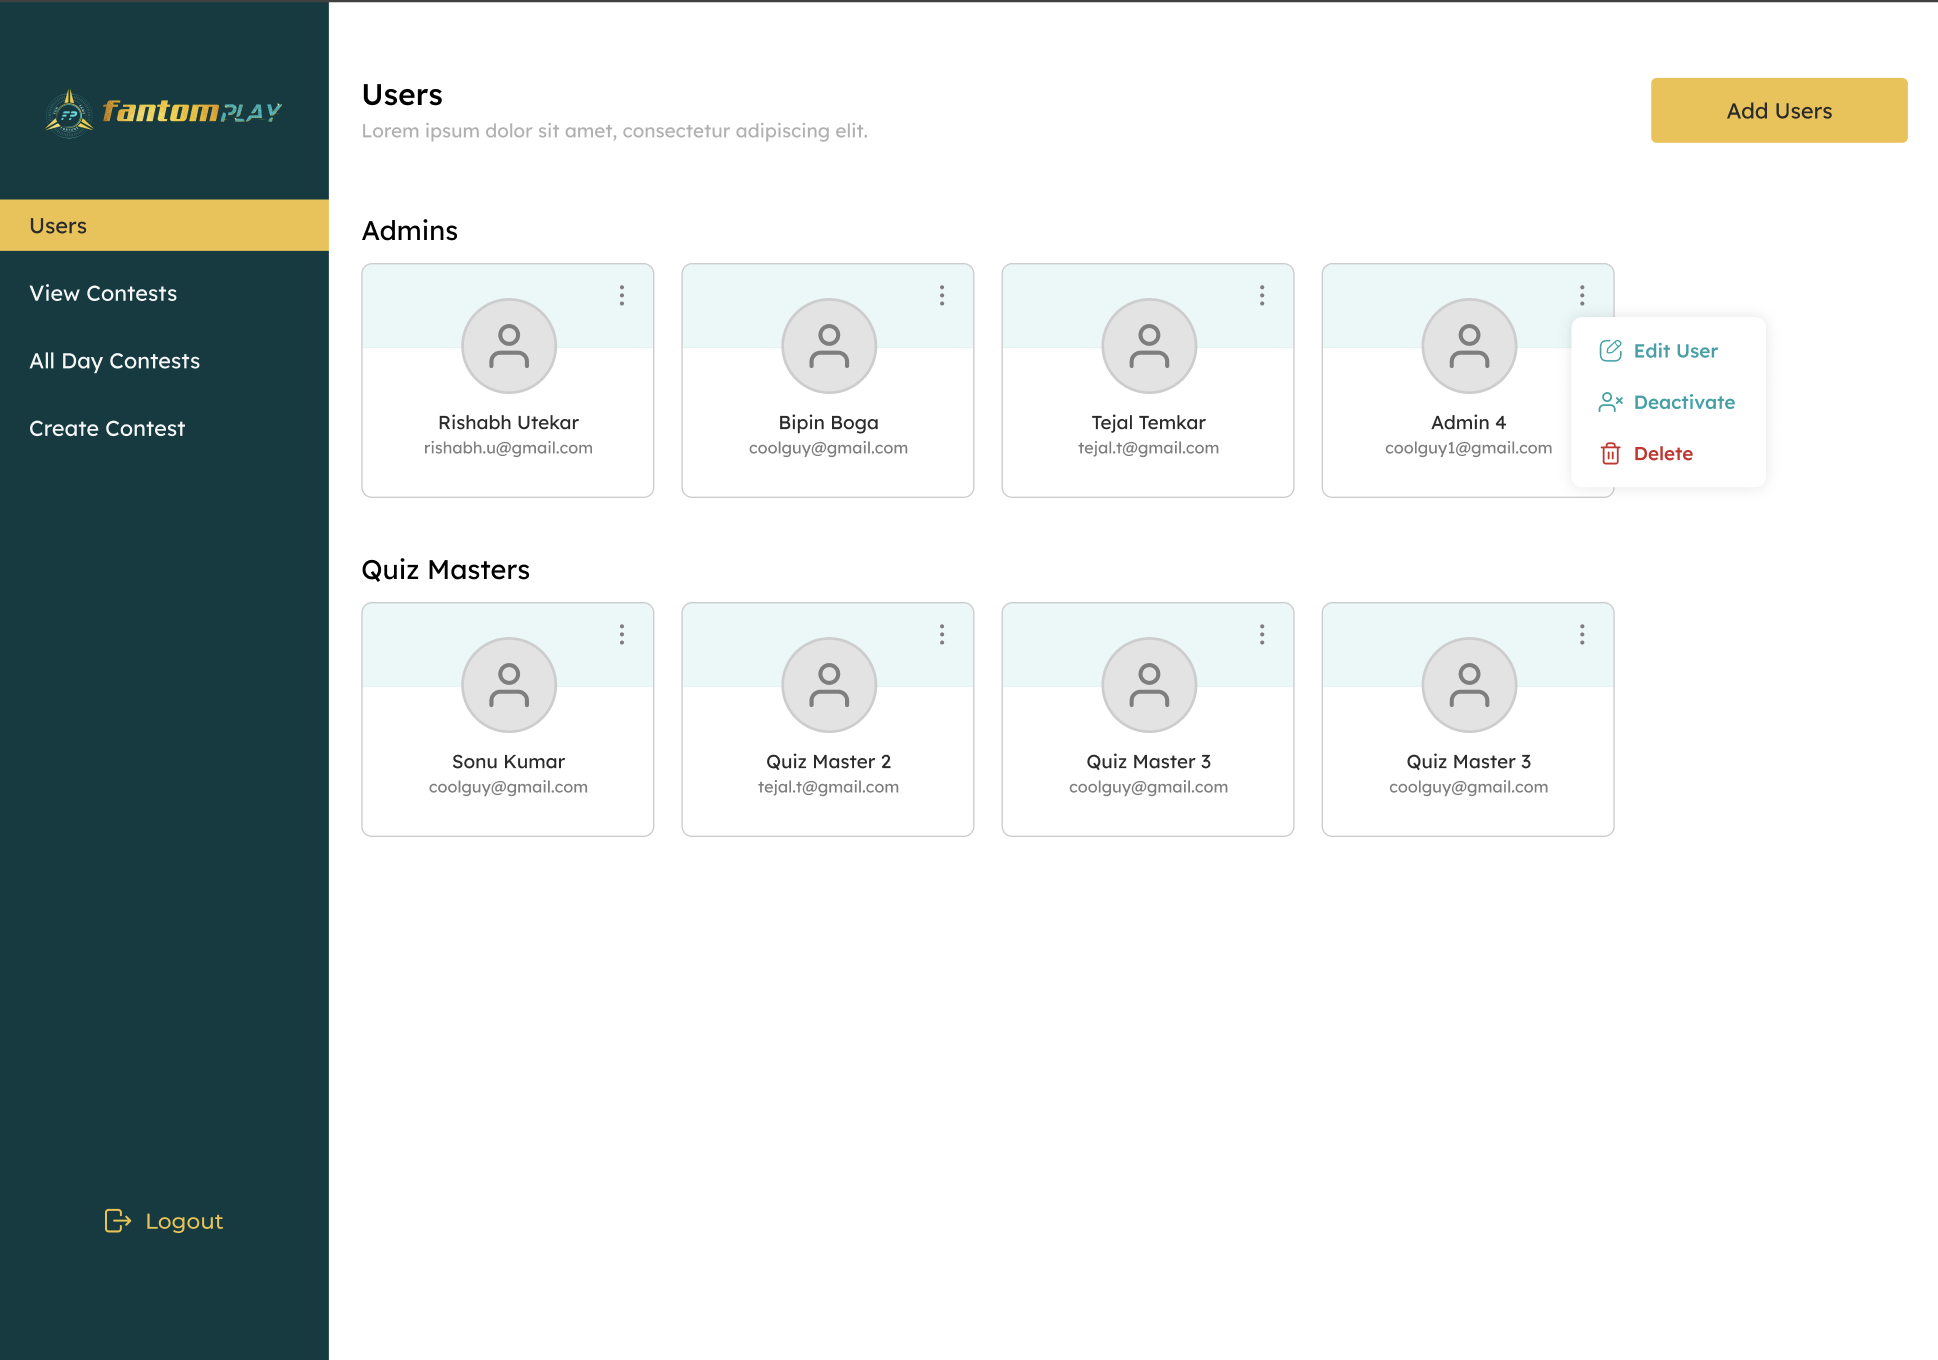 FP
fantomPLAY
Users
View Contests
All Day Contests
Create Contest
Logout
Users
Lorem ipsum dolor sit amet, consectetur adipiscing elit.
Add Users
Admins
Rishabh Utekar
rishabh.u@gmail.com
Bipin Boga
coolguy@gmail.com
Tejal Temkar
tejal.t@gmail.com
Admin 4
coolguy1@gmail.com
Edit User
Deactivate
Delete
Quiz Masters
Sonu Kumar
coolguy@gmail.com
Quiz Master 2
tejal.t@gmail.com
Quiz Master 3
coolguy@gmail.com
Quiz Master 3
coolguy@gmail.com